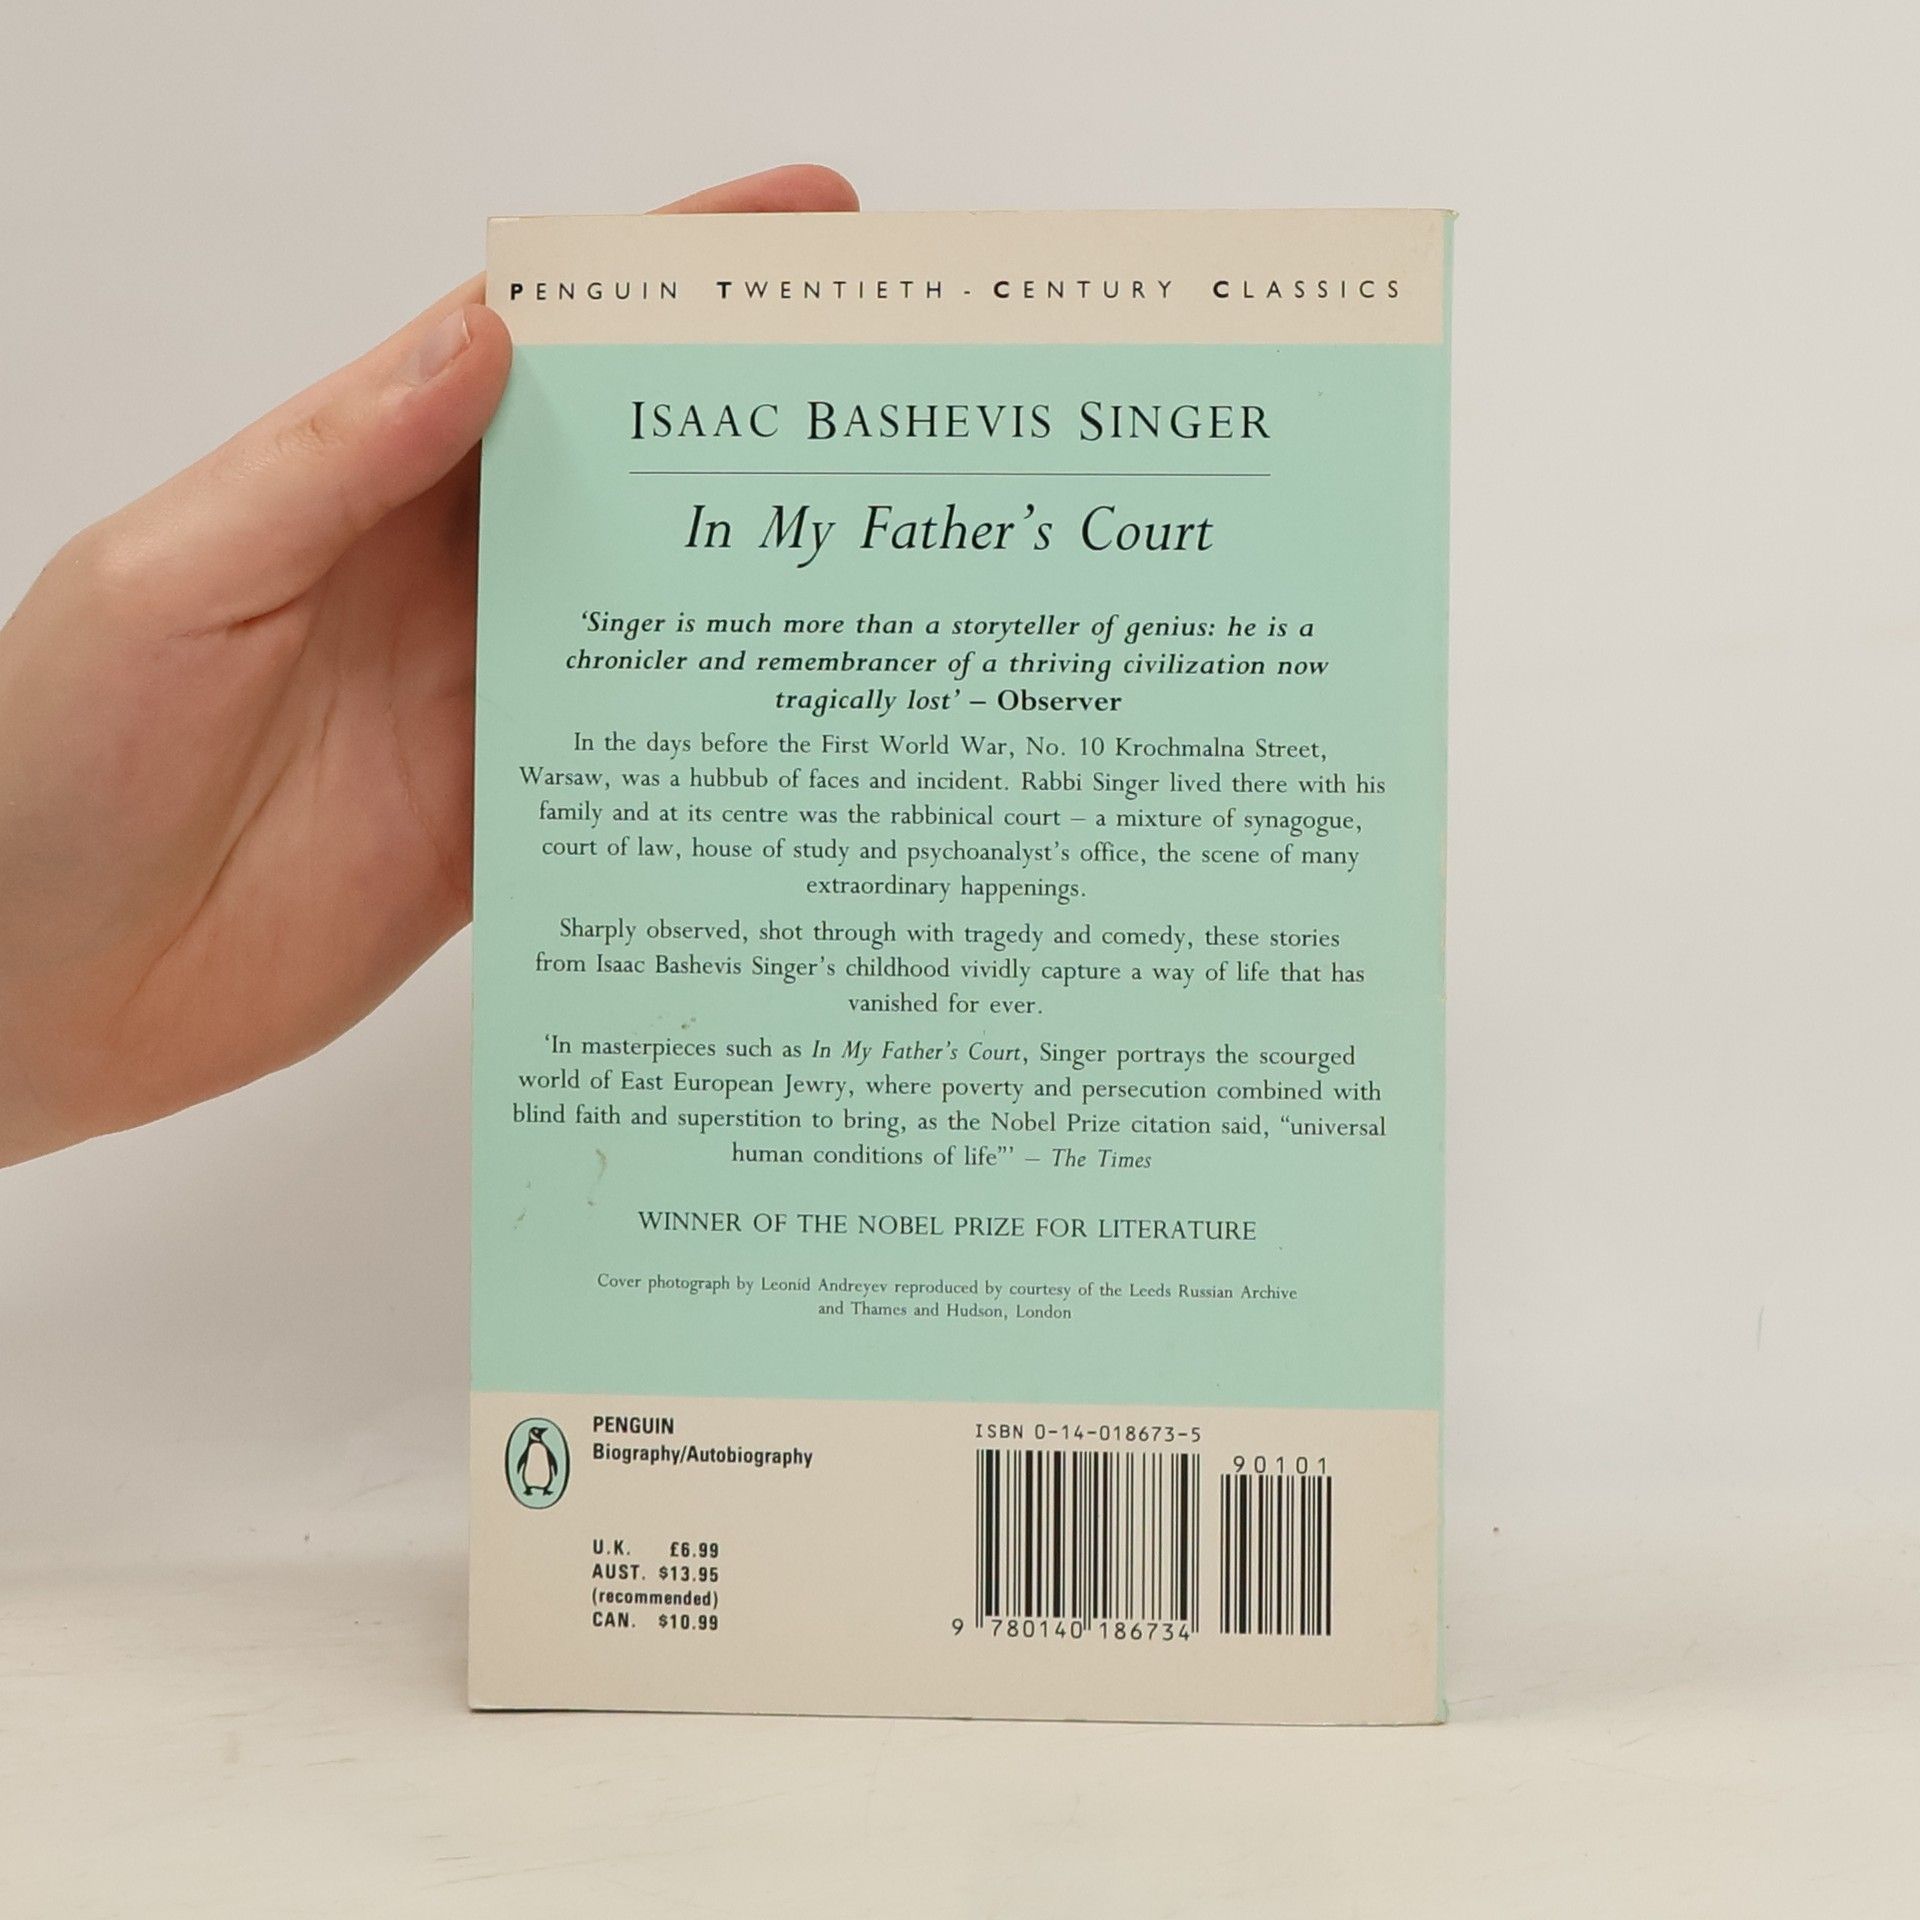 PENGUIN TWENTIETH-CENTURY CLASSICS
ISAAC BASHEVIS SINGER
In My Father's Court
‘Singer is much more than a storyteller of genius: he is a
chronicler and remembrancer of a thriving civilization now
tragically lost’ – Observer
In the days before the First World War, No. 10 Krochmalna Street,
Warsaw, was a hubbub of faces and incident. Rabbi Singer lived there with his
family and at its centre was the rabbinical court – a mixture of synagogue,
court of law, house of study and psychoanalyst’s office, the scene of many
extraordinary happenings.
Sharply observed, shot through with tragedy and comedy, these stories
from Isaac Bashevis Singer’s childhood vividly capture a way of life that has
vanished for ever.
‘In masterpieces such as In My Father’s Court, Singer portrays the scourged
world of East European Jewry, where poverty and persecution combined with
blind faith and superstition to bring, as the Nobel Prize citation said, “universal
human conditions of life”’ – The Times
WINNER OF THE NOBEL PRIZE FOR LITERATURE
Cover photograph by Leonid Andreyev reproduced by courtesy of the Leeds Russian Archive
and Thames and Hudson, London
PENGUIN
Biography/Autobiography
U.K. £6.99
AUST. $13.95
(recommended)
CAN. $10.99
ISBN 0-14-018673-5
90101
9 780140 186734